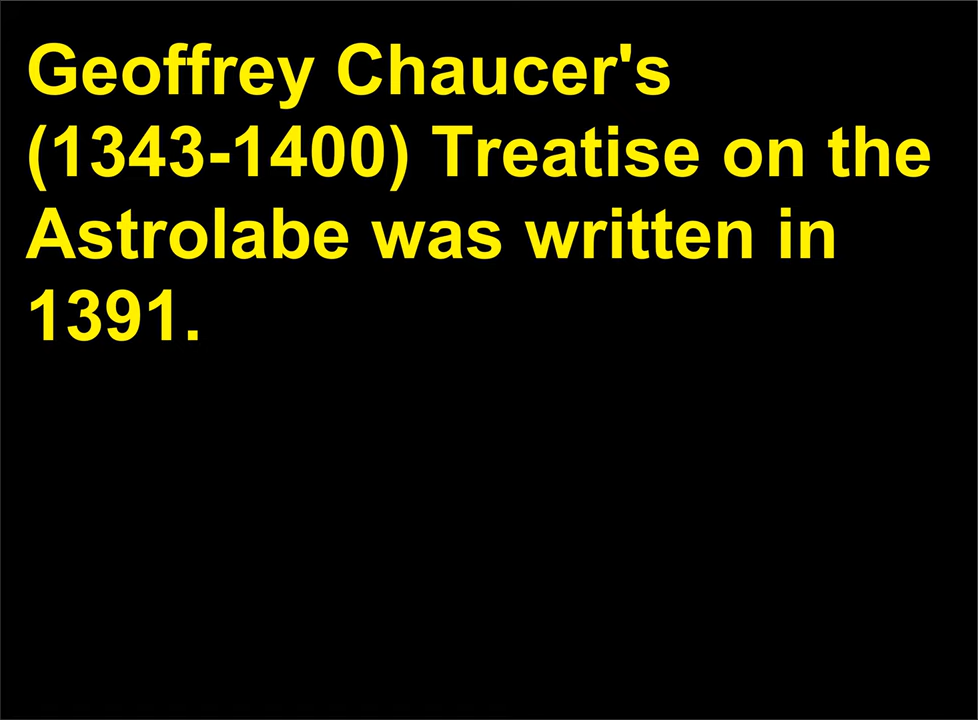 Geoffrey Chaucer's
(1343-1400) Treatise on the
Astrolabe was written in
1391.